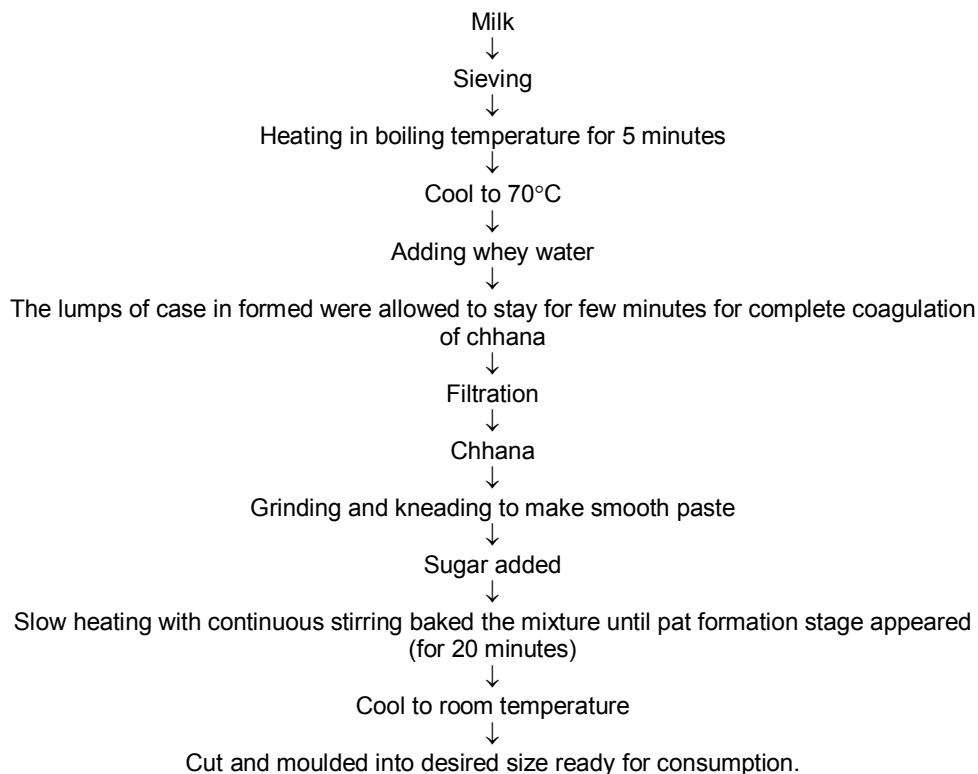 Milk
↓
Sieving
↓
Heating in boiling temperature for 5 minutes
↓
Cool to 70°C
↓
Adding whey water
↓
The lumps of case in formed were allowed to stay for few minutes for complete coagulation
of chhana
↓
Filtration
↓
Chhana
↓
Grinding and kneading to make smooth paste
↓
Sugar added
↓
Slow heating with continuous stirring baked the mixture until pat formation stage appeared
(for 20 minutes)
↓
Cool to room temperature
↓
Cut and moulded into desired size ready for consumption.